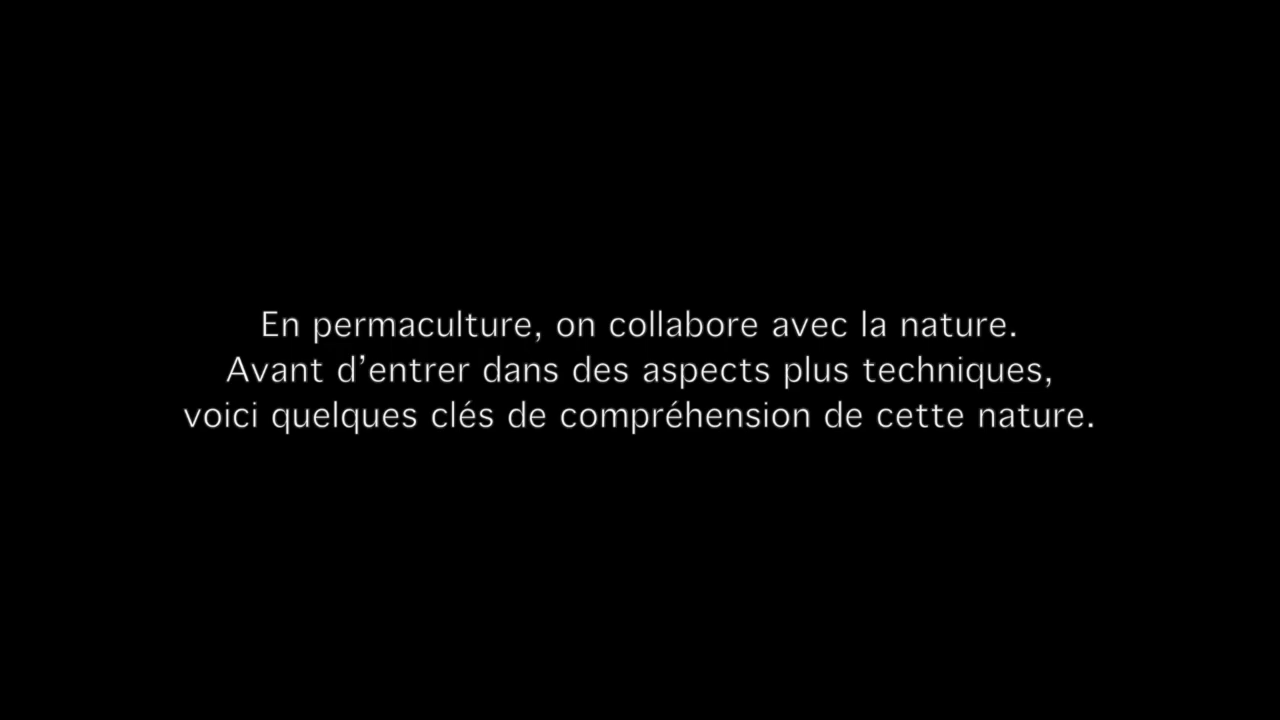 En permaculture, on collabore avec la nature.
Avant d’entrer dans des aspects plus techniques,
voici quelques clés de compréhension de cette nature.